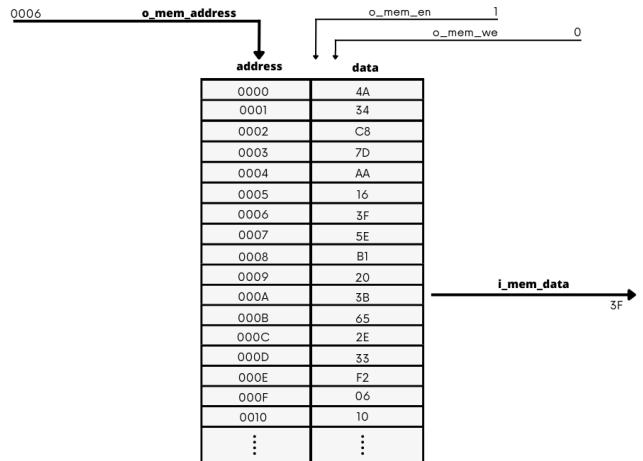 0006 o_mem_address o_mem_en 1
o_mem_we 0
address data
0000 4A
0001 34
0002 C8
0003 7D
0004 AA
0005 16
0006 3F
0007 5E
0008 B1
0009 20
i_mem_data
000A 3B
3F
000B 65
000C 2E
000D 33
000E F2
000F 06
0010 10